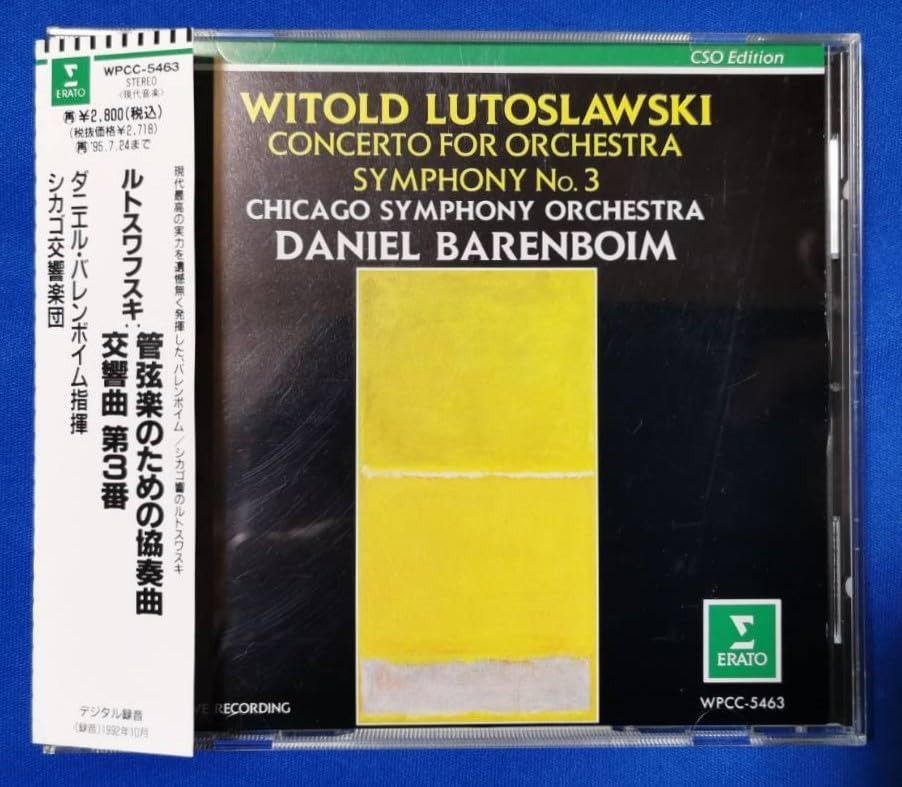 ERATO
WPCC-5463
STEREO
〈現代音楽〉
再¥2,800(税込)
(税抜価格¥2,718)
再'95.7.24まで
現代最高の実力を遺憾無く発揮した、バレンボイム/シカゴ響のルトスワフスキ
ルトスワフスキ:
管弦楽のための協奏曲
交響曲 第3番
ダニエル・バレンボイム指揮
シカゴ交響楽団
デジタル録音
(録音)1992年10月
CSO Edition
WITOLD LUTOSLAWSKI
CONCERTO FOR ORCHESTRA
SYMPHONY No. 3
CHICAGO SYMPHONY ORCHESTRA
DANIEL BARENBOIM
RECORDING
ERATO
WPCC-5463